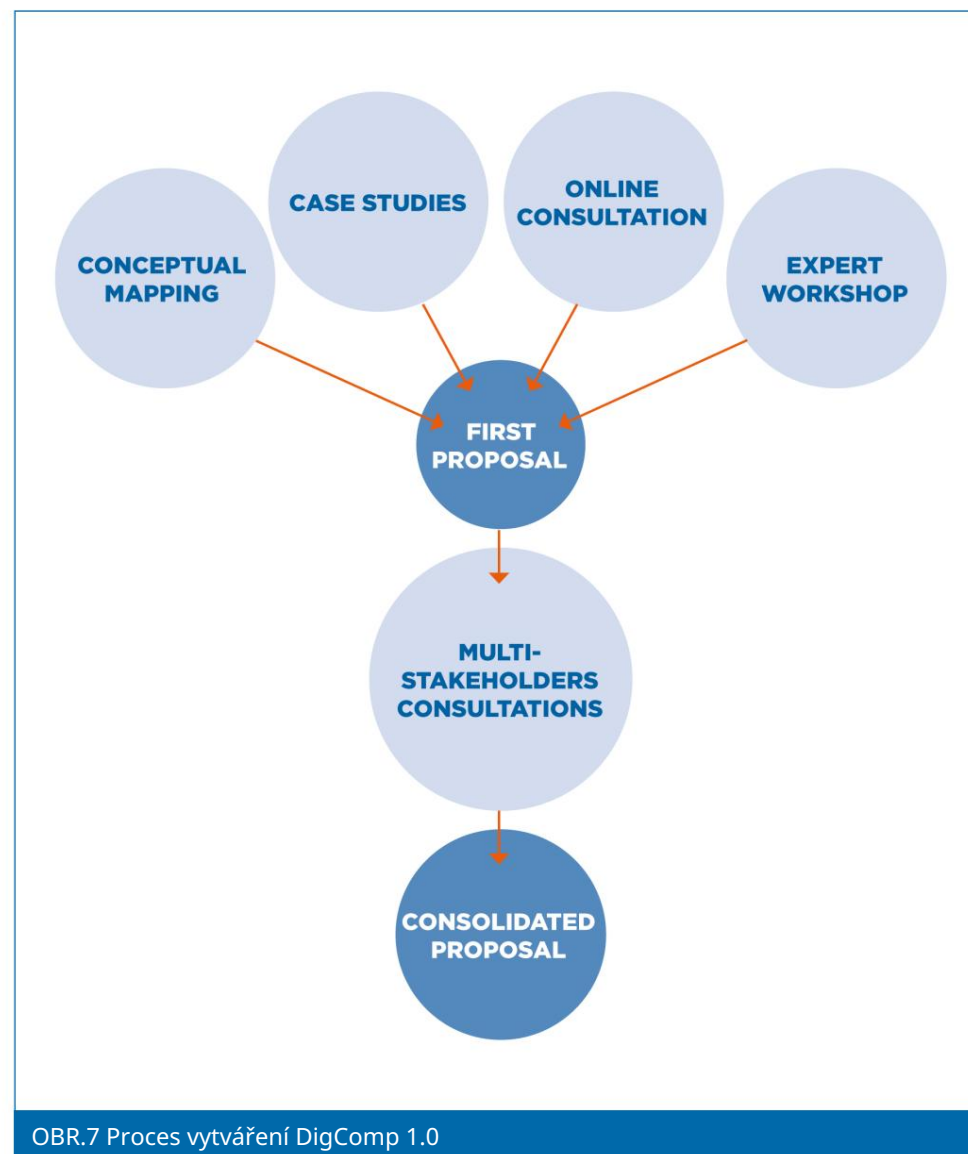 CASE STUDIES
ONLINE
CONSULTATION
CONCEPTUAL
MAPPING
EXPERT
WORKSHOP
FIRST
PROPOSAL
MULTI-
STAKEHOLDERS
CONSULTATIONS
CONSOLIDATED
PROPOSAL
OBR.7 Proces vytváření DigComp 1.0